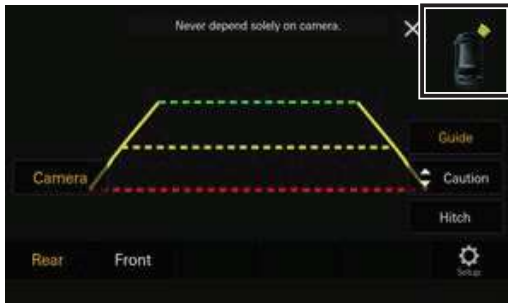 Never depend solely on camera.
Guide
Camera
Caution
Hitch
Rear
Front
Setup